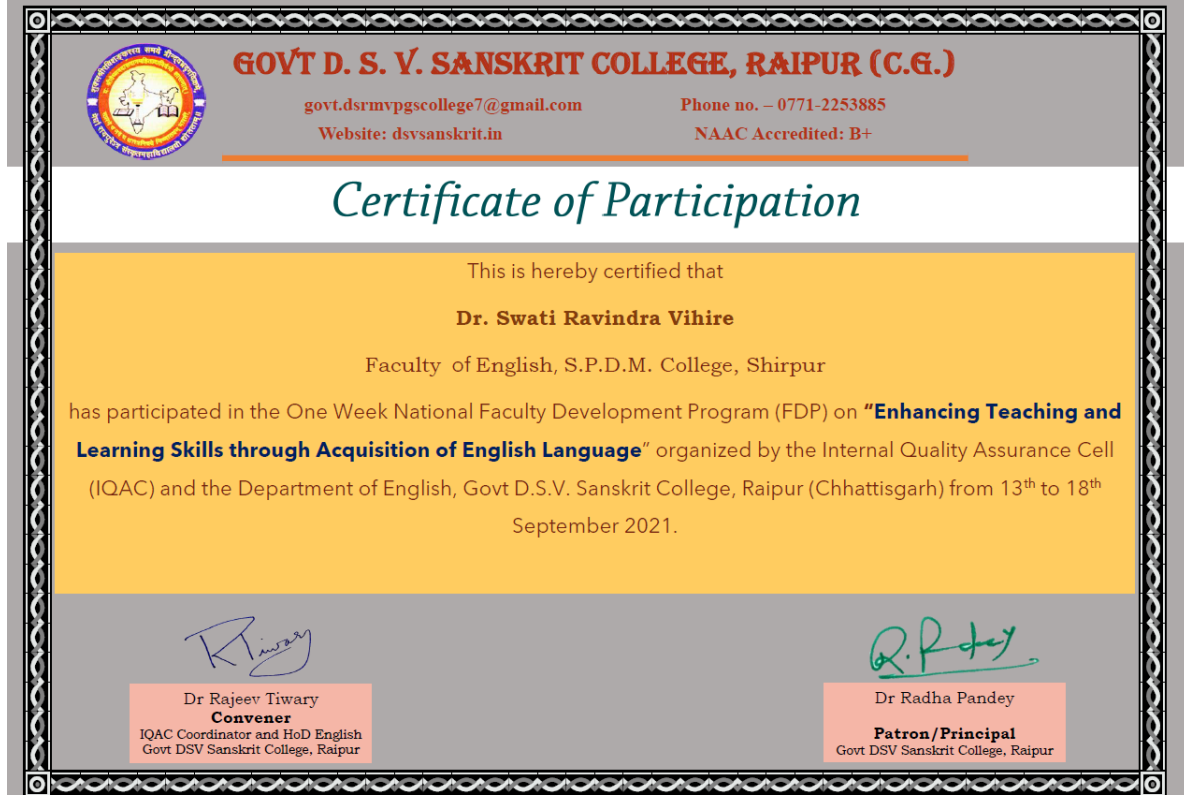 GOVT D. S. V. SANSKRIT COLLEGE, RAIPUR (C.G.)
govt.dsrmvpgscollege7@gmail.com Phone no. – 0771-2253885
Website: dsvsanskrit.in NAAC Accredited: B+
Certificate of Participation
This is hereby certified that
Dr. Swati Ravindra Vihire
Faculty of English, S.P.D.M. College, Shirpur
has participated in the One Week National Faculty Development Program (FDP) on "Enhancing Teaching and
Learning Skills through Acquisition of English Language" organized by the Internal Quality Assurance Cell
(IQAC) and the Department of English, Govt D.S.V. Sanskrit College, Raipur (Chhattisgarh) from 13th to 18th
September 2021.
RTiwary
R. Pandey
Dr Rajeev Tiwary
Convener
IQAC Coordinator and HoD English
Govt DSV Sanskrit College, Raipur
Dr Radha Pandey
Patron/Principal
Govt DSV Sanskrit College, Raipur